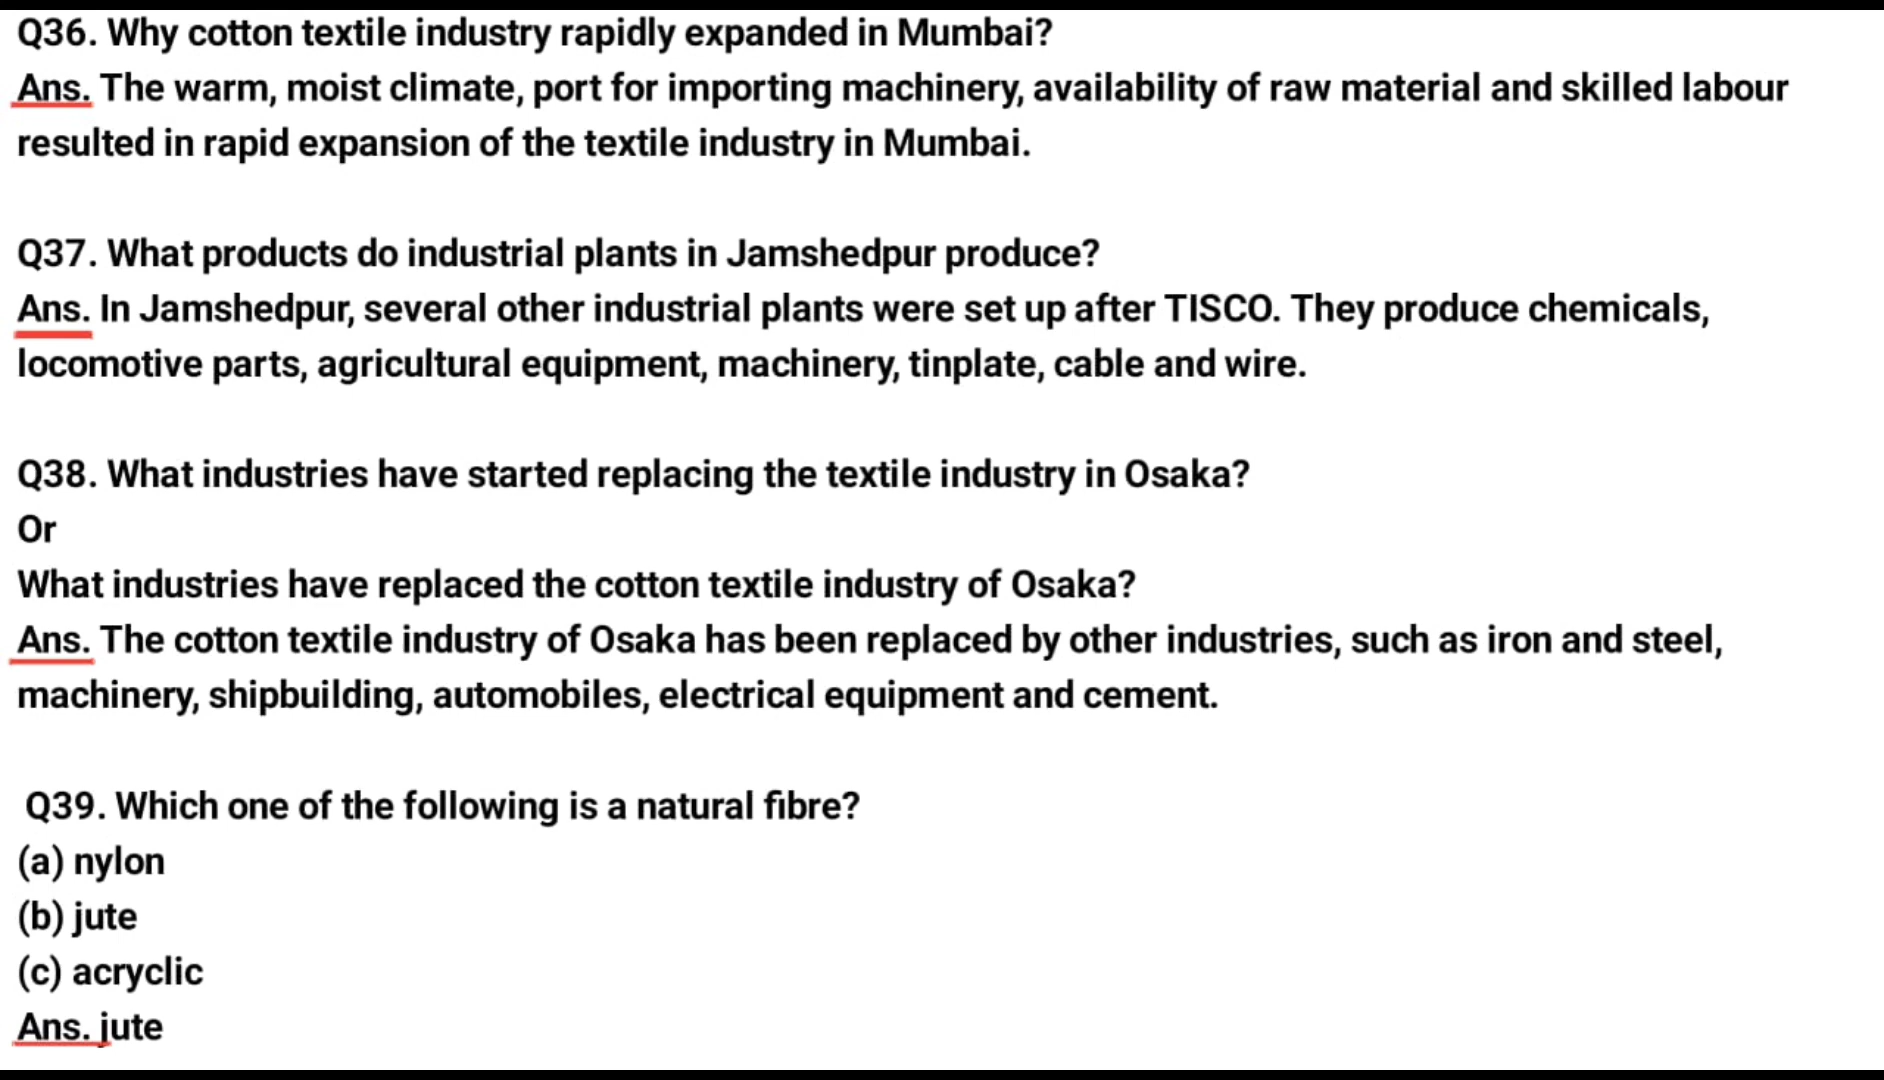 Q36. Why cotton textile industry rapidly expanded in Mumbai?
Ans. The warm, moist climate, port for importing machinery, availability of raw material and skilled labour
resulted in rapid expansion of the textile industry in Mumbai.
Q37. What products do industrial plants in Jamshedpur produce?
Ans. In Jamshedpur, several other industrial plants were set up after TISCO. They produce chemicals,
locomotive parts, agricultural equipment, machinery, tinplate, cable and wire.
Q38. What industries have started replacing the textile industry in Osaka?
Or
What industries have replaced the cotton textile industry of Osaka?
Ans. The cotton textile industry of Osaka has been replaced by other industries, such as iron and steel,
machinery, shipbuilding, automobiles, electrical equipment and cement.
Q39. Which one of the following is a natural fibre?
(a) nylon
(b) jute
(c) acryclic
Ans. jute